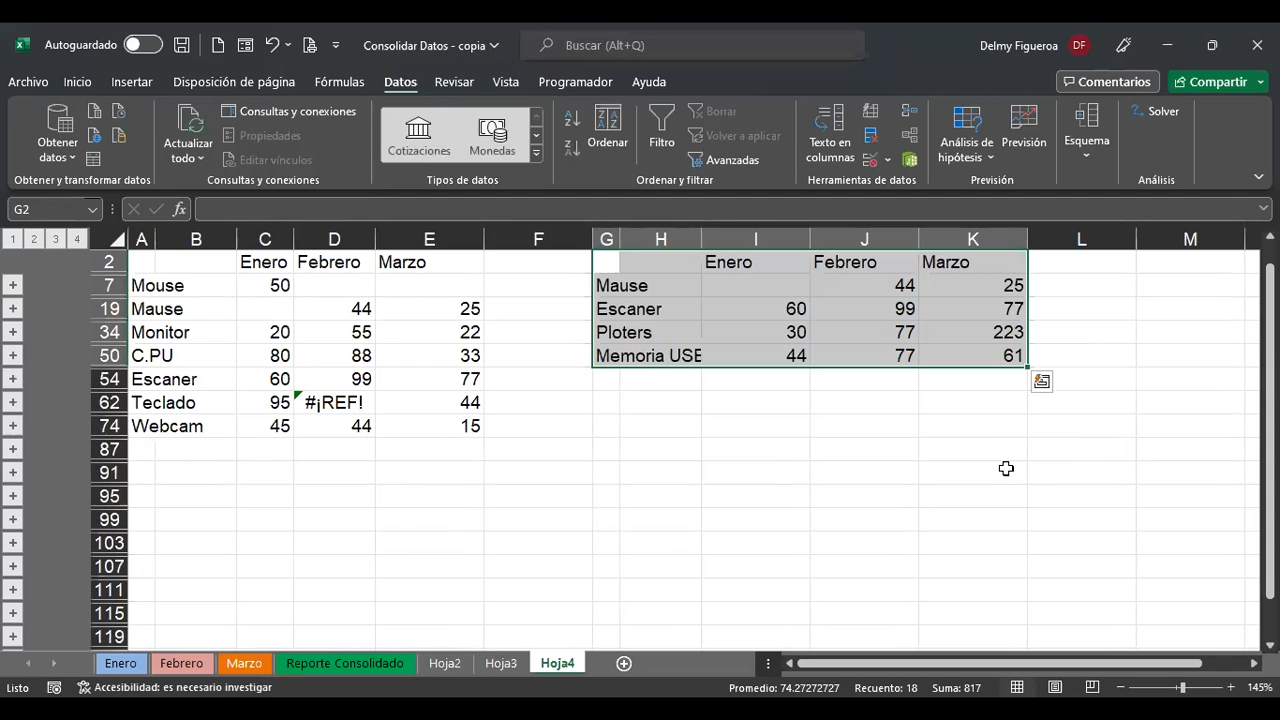 Autoguardado
Consolidar Datos - copia
Buscar (Alt+Q)
Delmy Figueroa
DF
Archivo Inicio Insertar Disposición de página Fórmulas Datos Revisar Vista Programador Ayuda
Comentarios
Compartir
Obtener datos
Actualizar todo
Consultas y conexiones
Propiedades
Editar vínculos
Cotizaciones
Monedas
Ordenar
Filtro
Borrar
Volver a aplicar
Avanzadas
Texto en columnas
Análisis de hipótesis
Previsión
Esquema
Solver
Obtener y transformar datos
Consultas y conexiones
Tipos de datos
Ordenar y filtrar
Herramientas de datos
Previsión
Análisis
G2
fx
1 2 3 4 A B C D E F G H I J K L M
2 Enero Febrero Marzo Enero Febrero Marzo
7 Mouse 50 Mause 44 25
19 Mause 44 25 Escaner 60 99 77
34 Monitor 20 55 22 Ploters 30 77 223
50 C.PU 80 88 33 Memoria USB 44 77 61
54 Escaner 60 99 77
62 Teclado 95 #¡REF! 44
74 Webcam 45 44 15
87
91
95
99
103
107
111
115
119
Enero Febrero Marzo Reporte Consolidado Hoja2 Hoja3 Hoja4
Listo
Accesibilidad: es necesario investigar
Promedio: 74.27272727 Recuento: 18 Suma: 817
145%